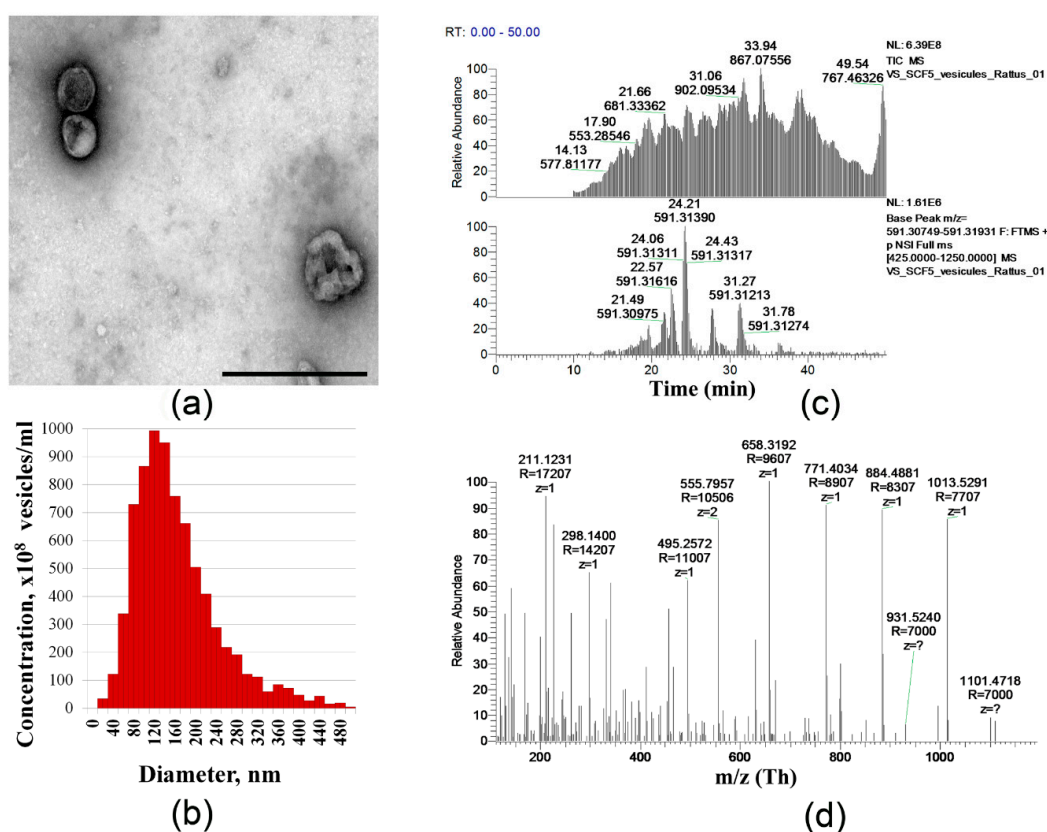 (a)
Concentration, x10⁸ vesicles/ml
1000
900
800
700
600
500
400
300
200
100
0
0
40
80
120
160
200
240
280
320
360
400
440
480
Diameter, nm
(b)
RT: 0.00 - 50.00
Relative Abundance
100
80
60
40
20
0
14.13
577.81177
17.90
553.28546
21.66
681.33362
31.06
902.09534
33.94
867.07556
49.54
767.46326
NL: 6.39E8
TIC MS
VS_SCF5_vesicules_Rattus_01
Relative Abundance
100
80
60
40
20
0
21.49
591.30975
22.57
591.31616
24.06
591.31311
24.21
591.31390
24.43
591.31317
31.27
591.31213
31.78
591.31274
NL: 1.61E6
Base Peak m/z=
591.30749-591.31931 F: FTMS +
p NSI Full ms
[425.0000-1250.0000] MS
VS_SCF5_vesicules_Rattus_01
0
10
20
30
40
Time (min)
(c)
Relative Abundance
100
90
80
70
60
50
40
30
20
10
0
211.1231
R=17207
z=1
298.1400
R=14207
z=1
495.2572
R=11007
z=1
555.7957
R=10506
z=2
658.3192
R=9607
z=1
771.4034
R=8907
z=1
884.4881
R=8307
z=1
1013.5291
R=7707
z=1
931.5240
R=7000
z=?
1101.4718
R=7000
z=?
200
400
600
800
1000
m/z (Th)
(d)